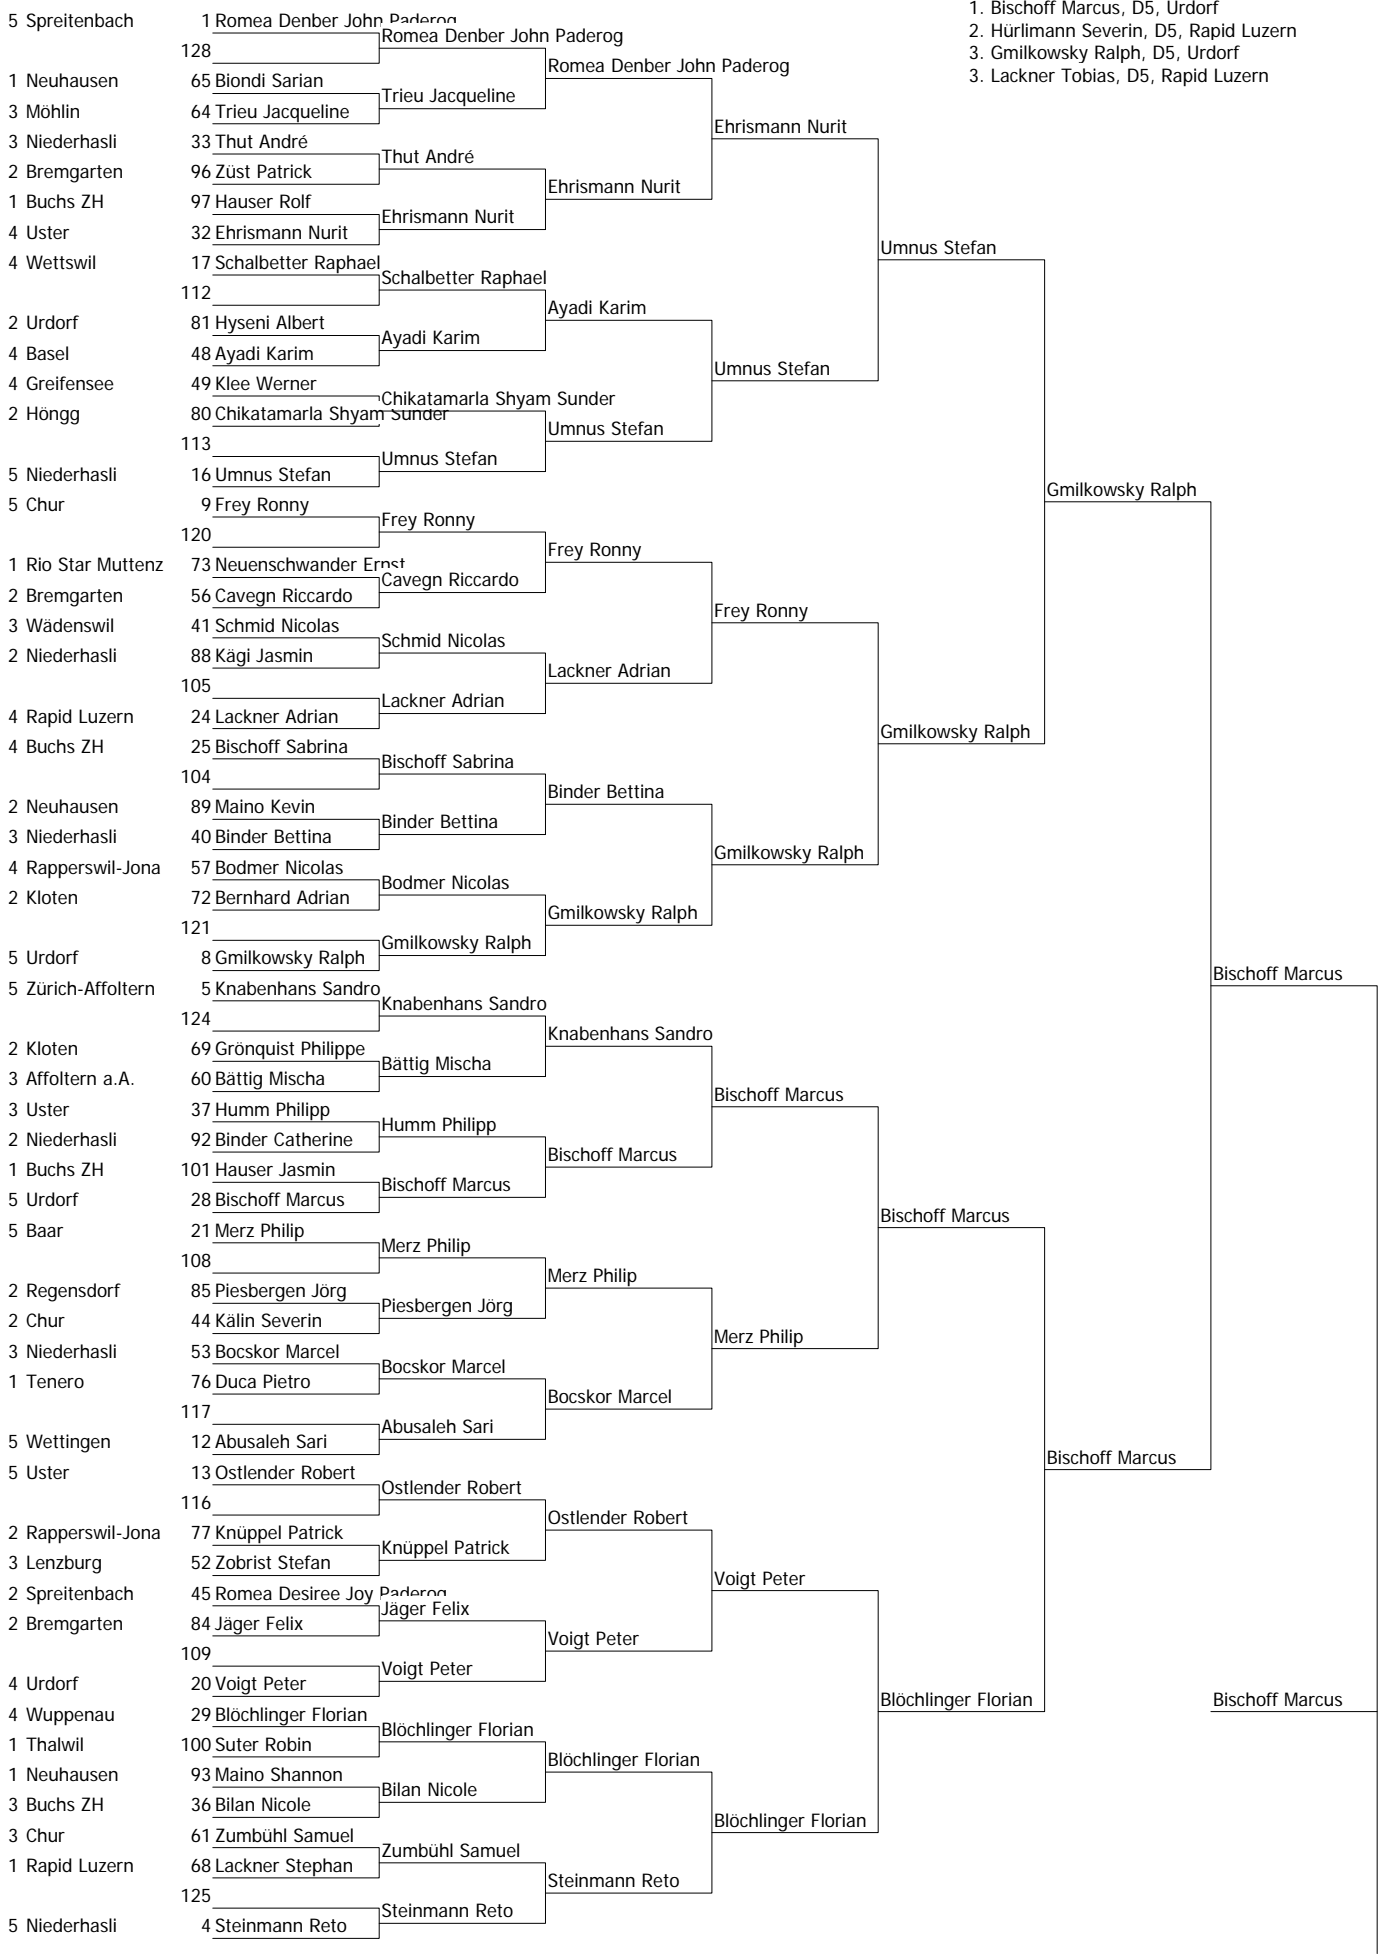 1. Bischoff Marcus, D5, Urdorf
2. Hürlimann Severin, D5, Rapid Luzern
3. Gmilkowsky Ralph, D5, Urdorf
3. Lackner Tobias, D5, Rapid Luzern
5 Spreitenbach 1 Romea Denber John Paderog
Romea Denber John Paderog
128
Romea Denber John Paderog
1 Neuhausen 65 Biondi Sarian
Trieu Jacqueline
3 Möhlin 64 Trieu Jacqueline
Ehrismann Nurit
3 Niederhasli 33 Thut André
Thut André
2 Bremgarten 96 Züst Patrick
Ehrismann Nurit
1 Buchs ZH 97 Hauser Rolf
Ehrismann Nurit
4 Uster 32 Ehrismann Nurit
Umnus Stefan
4 Wettswil 17 Schalbetter Raphael
Schalbetter Raphael
112
Ayadi Karim
2 Urdorf 81 Hyseni Albert
Ayadi Karim
4 Basel 48 Ayadi Karim
Umnus Stefan
4 Greifensee 49 Klee Werner
Chikatamarla Shyam Sunder
2 Höngg 80 Chikatamarla Shyam Sunder
Umnus Stefan
113
Umnus Stefan
5 Niederhasli 16 Umnus Stefan
Gmilkowsky Ralph
5 Chur 9 Frey Ronny
Frey Ronny
120
Frey Ronny
1 Rio Star Muttenz 73 Neuenschwander Ernst
Cavegn Riccardo
2 Bremgarten 56 Cavegn Riccardo
Frey Ronny
3 Wädenswil 41 Schmid Nicolas
Schmid Nicolas
2 Niederhasli 88 Kägi Jasmin
Lackner Adrian
105
Lackner Adrian
4 Rapid Luzern 24 Lackner Adrian
Gmilkowsky Ralph
4 Buchs ZH 25 Bischoff Sabrina
Bischoff Sabrina
104
Binder Bettina
2 Neuhausen 89 Maino Kevin
Binder Bettina
3 Niederhasli 40 Binder Bettina
Gmilkowsky Ralph
4 Rapperswil-Jona 57 Bodmer Nicolas
Bodmer Nicolas
2 Kloten 72 Bernhard Adrian
Gmilkowsky Ralph
121
Gmilkowsky Ralph
5 Urdorf 8 Gmilkowsky Ralph
Bischoff Marcus
5 Zürich-Affoltern 5 Knabenhans Sandro
Knabenhans Sandro
124
Knabenhans Sandro
2 Kloten 69 Grönquist Philippe
Bättig Mischa
3 Affoltern a.A. 60 Bättig Mischa
Bischoff Marcus
3 Uster 37 Humm Philipp
Humm Philipp
2 Niederhasli 92 Binder Catherine
Bischoff Marcus
1 Buchs ZH 101 Hauser Jasmin
Bischoff Marcus
5 Urdorf 28 Bischoff Marcus
Bischoff Marcus
5 Baar 21 Merz Philip
Merz Philip
108
Merz Philip
2 Regensdorf 85 Piesbergen Jörg
Piesbergen Jörg
2 Chur 44 Kälin Severin
Merz Philip
3 Niederhasli 53 Bocskor Marcel
Bocskor Marcel
1 Tenero 76 Duca Pietro
Bocskor Marcel
117
Abusaleh Sari
5 Wettingen 12 Abusaleh Sari
Bischoff Marcus
5 Uster 13 Ostlender Robert
Ostlender Robert
116
Ostlender Robert
2 Rapperswil-Jona 77 Knüppel Patrick
Knüppel Patrick
3 Lenzburg 52 Zobrist Stefan
Voigt Peter
2 Spreitenbach 45 Romea Desiree Joy Paderog
Jäger Felix
2 Bremgarten 84 Jäger Felix
Voigt Peter
109
Voigt Peter
4 Urdorf 20 Voigt Peter
Blöchlinger Florian
Bischoff Marcus
4 Wuppenau 29 Blöchlinger Florian
Blöchlinger Florian
1 Thalwil 100 Suter Robin
Blöchlinger Florian
1 Neuhausen 93 Maino Shannon
Bilan Nicole
3 Buchs ZH 36 Bilan Nicole
Blöchlinger Florian
3 Chur 61 Zumbühl Samuel
Zumbühl Samuel
1 Rapid Luzern 68 Lackner Stephan
Steinmann Reto
125
Steinmann Reto
5 Niederhasli 4 Steinmann Reto